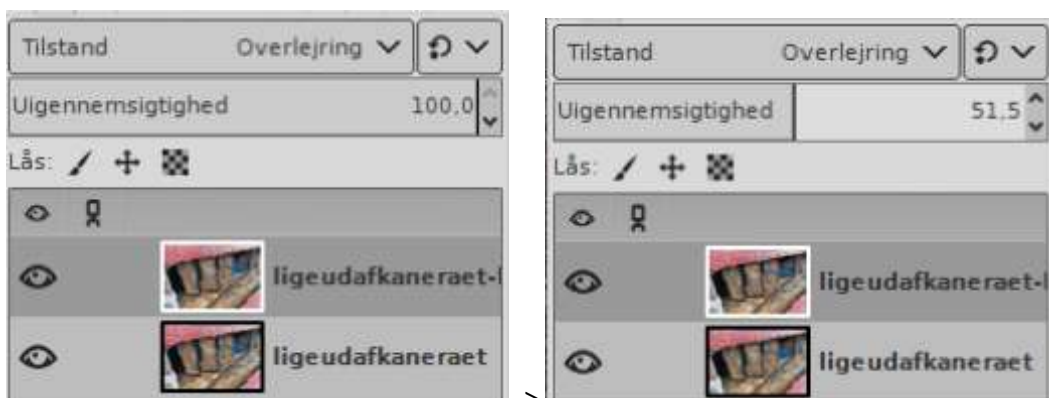 Tilstand Overlejring
Uigennemsigtighed 100,0
Lås:
ligeudafkaneraet-l
ligeudafkaneraet
>
Tilstand Overlejring
Uigennemsigtighed 51,5
Lås:
ligeudafkaneraet-l
ligeudafkaneraet